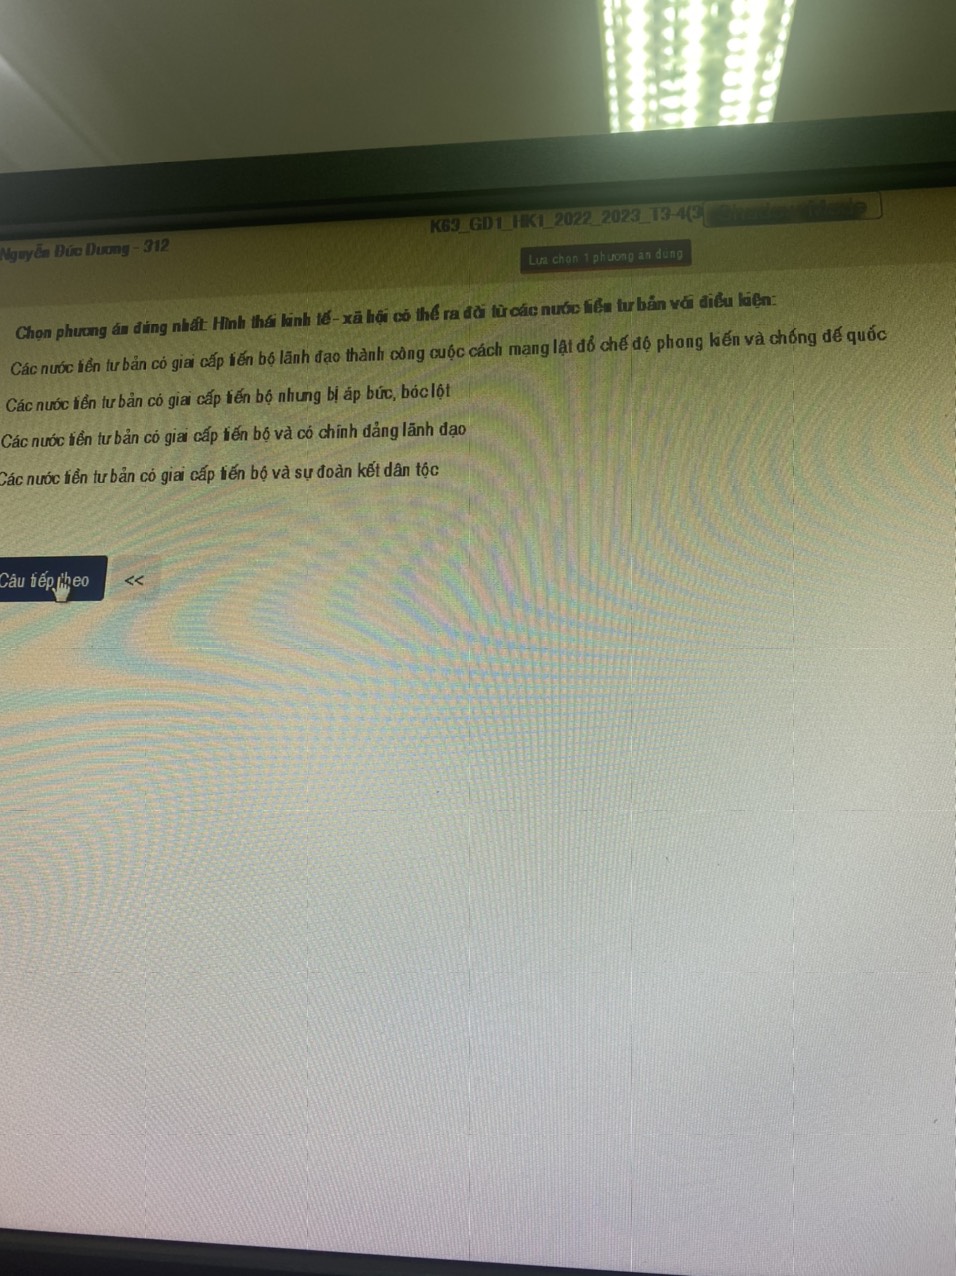 Nguyễn Đức Dương - 312
K63_GD1_HK1_2022_2023_T3-4(3
Lựa chọn 1 phương án đúng
Chọn phương án đúng nhất: Hình thái kinh tế - xã hội có thể ra đời từ các nước tiền tư bản với điều kiện:
Các nước tiền tư bản có giai cấp tiến bộ lãnh đạo thành công cuộc cách mạng lật đổ chế độ phong kiến và chống đế quốc
Các nước tiền tư bản có giai cấp tiến bộ nhưng bị áp bức, bóc lột
Các nước tiền tư bản có giai cấp tiến bộ và có chính đảng lãnh đạo
Các nước tiền tư bản có giai cấp tiến bộ và sự đoàn kết dân tộc
Câu tiếp theo <<